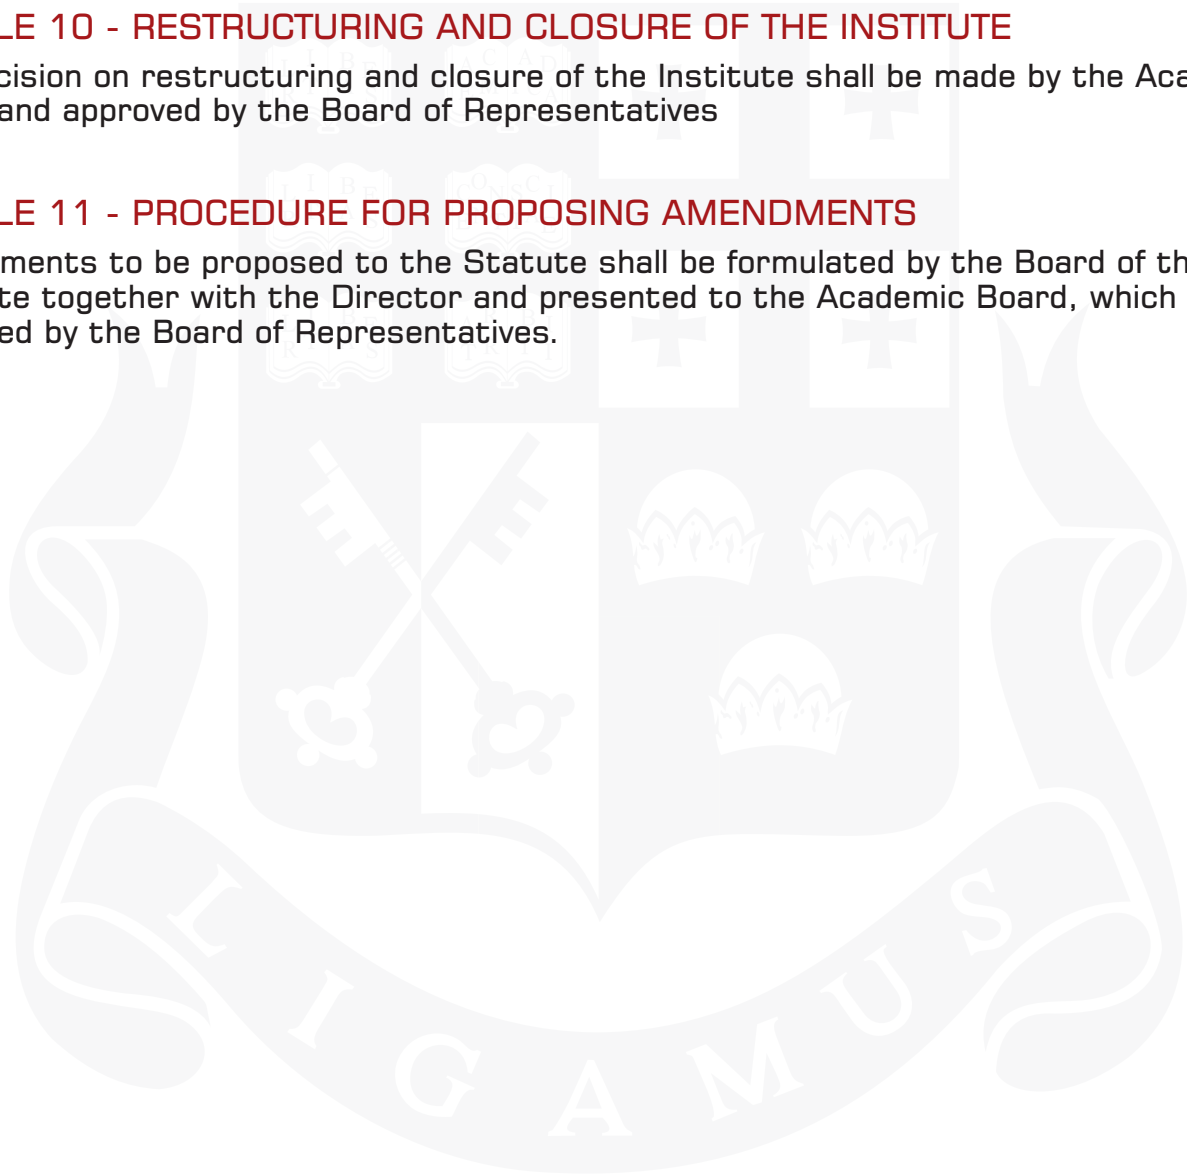 LE 10 - RESTRUCTURING AND CLOSURE OF THE INSTITUTE
cision on restructuring and closure of the Institute shall be made by the Aca
and approved by the Board of Representatives
LE 11 - PROCEDURE FOR PROPOSING AMENDMENTS
ments to be proposed to the Statute shall be formulated by the Board of th
te together with the Director and presented to the Academic Board, which
ed by the Board of Representatives.
LIGAMUS